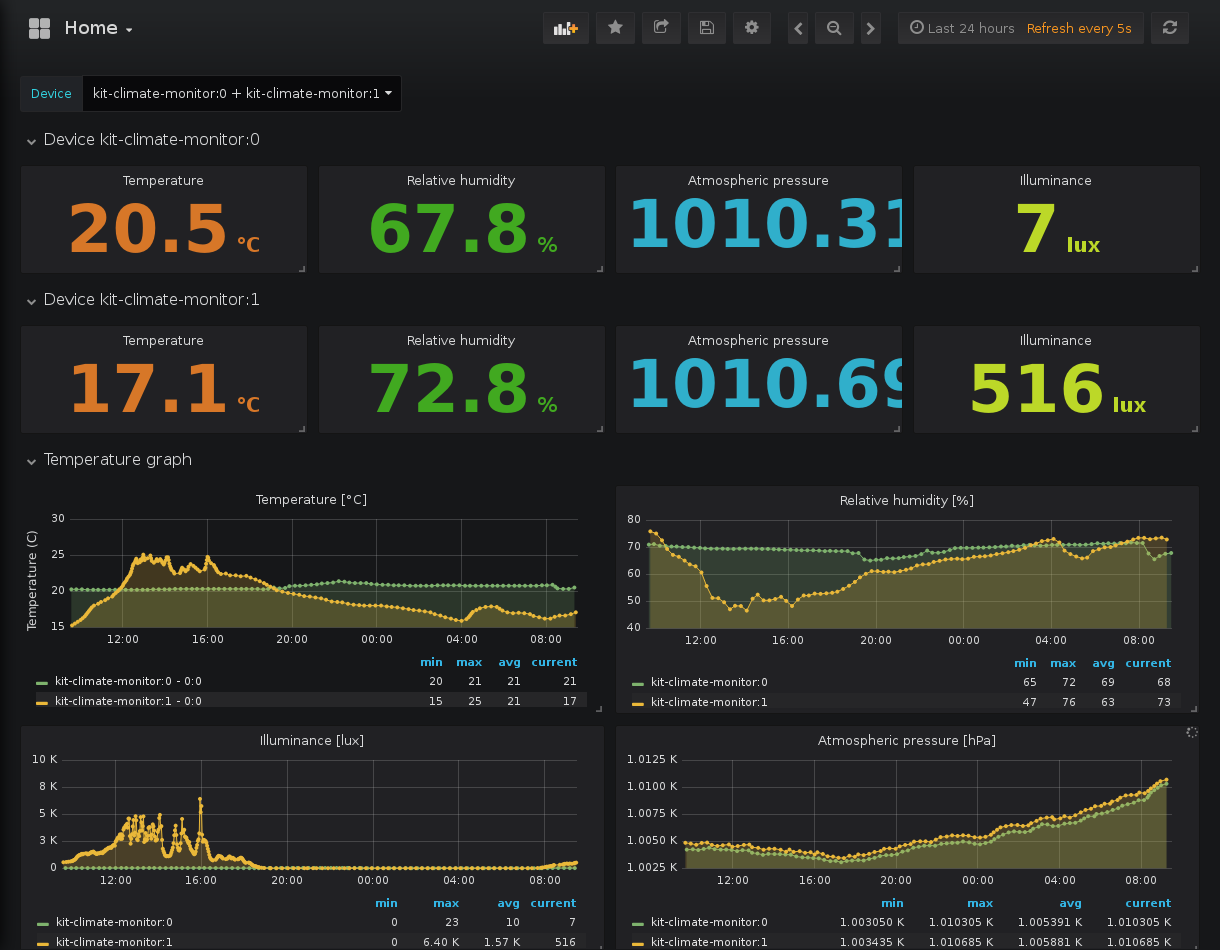 Home
Last 24 hours Refresh every 5s
Device kit-climate-monitor:0 + kit-climate-monitor:1
Device kit-climate-monitor:0
Temperature Relative humidity Atmospheric pressure Illuminance
20.5 °C 67.8 % 1010.31 7 lux
Device kit-climate-monitor:1
Temperature Relative humidity Atmospheric pressure Illuminance
17.1 °C 72.8 % 1010.69 516 lux
Temperature graph
Temperature [°C]
Temperature (C)
30
25
20
15
12:00 16:00 20:00 00:00 04:00 08:00
min max avg current
kit-climate-monitor:0 - 0:0 20 21 21 21
kit-climate-monitor:1 - 0:0 15 25 21 17
Relative humidity [%]
80
70
60
50
40
12:00 16:00 20:00 00:00 04:00 08:00
min max avg current
kit-climate-monitor:0 65 72 69 68
kit-climate-monitor:1 47 76 63 73
Illuminance [lux]
10 K
8 K
5 K
3 K
0
12:00 16:00 20:00 00:00 04:00 08:00
min max avg current
kit-climate-monitor:0 0 23 10 7
kit-climate-monitor:1 0 6.40 K 1.57 K 516
Atmospheric pressure [hPa]
1.0125 K
1.0100 K
1.0075 K
1.0050 K
1.0025 K
12:00 16:00 20:00 00:00 04:00 08:00
min max avg current
kit-climate-monitor:0 1.003050 K 1.010305 K 1.005391 K 1.010305 K
kit-climate-monitor:1 1.003435 K 1.010685 K 1.005881 K 1.010685 K